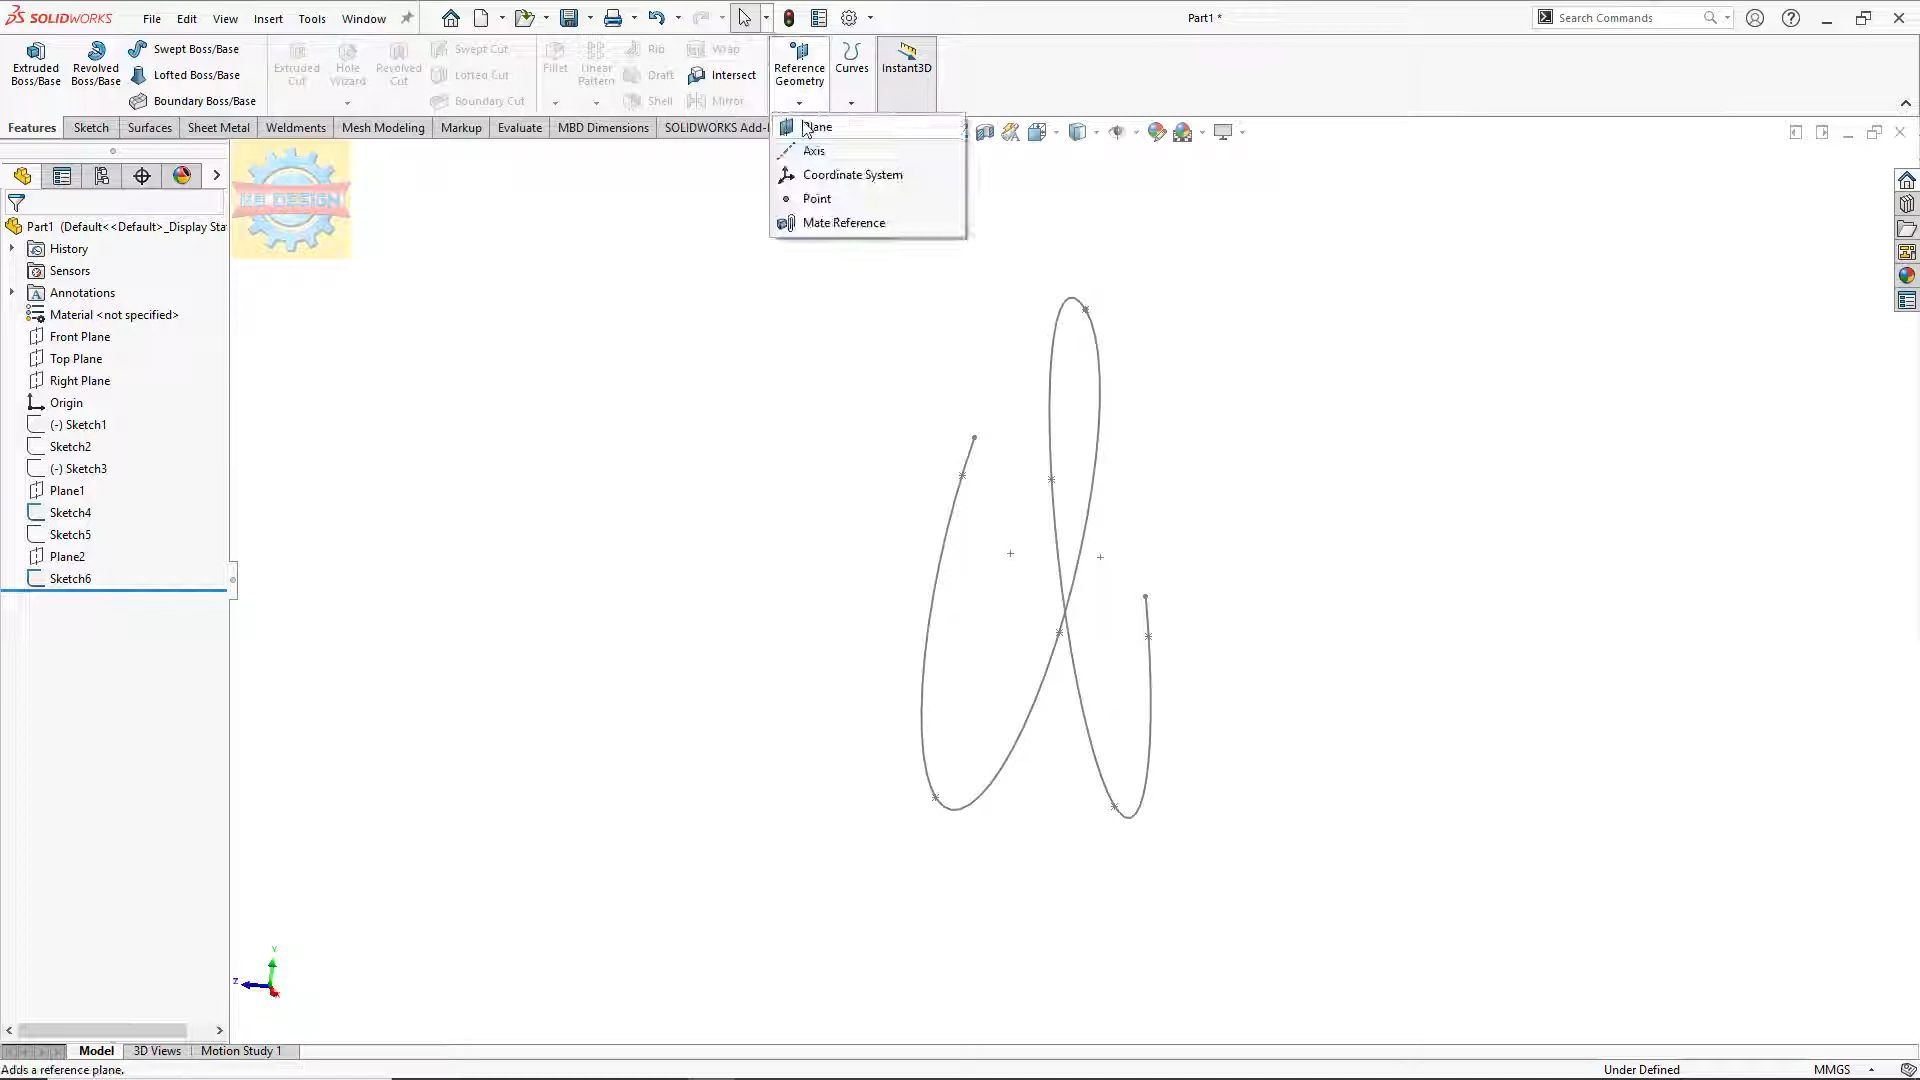 SOLIDWORKS File Edit View Insert Tools Window Part1 * Search Commands
Extruded Boss/Base
Revolved Boss/Base
Swept Boss/Base
Lofted Boss/Base
Boundary Boss/Base
Extruded Cut
Hole Wizard
Revolved Cut
Swept Cut
Lofted Cut
Boundary Cut
Fillet
Linear Pattern
Rib
Draft
Shell
Wrap
Intersect
Mirror
Reference Geometry
Curves
Instant3D
Features Sketch Surfaces Sheet Metal Weldments Mesh Modeling Markup Evaluate MBD Dimensions SOLIDWORKS Add-I
Plane
Axis
Coordinate System
Point
Mate Reference
MB DESIGN
Part1 (Default<<Default>_Display Sta
History
Sensors
Annotations
Material <not specified>
Front Plane
Top Plane
Right Plane
Origin
(-) Sketch1
Sketch2
(-) Sketch3
Plane1
Sketch4
Sketch5
Plane2
Sketch6
Y
Z
Model 3D Views Motion Study 1
Adds a reference plane. Under Defined MMGS